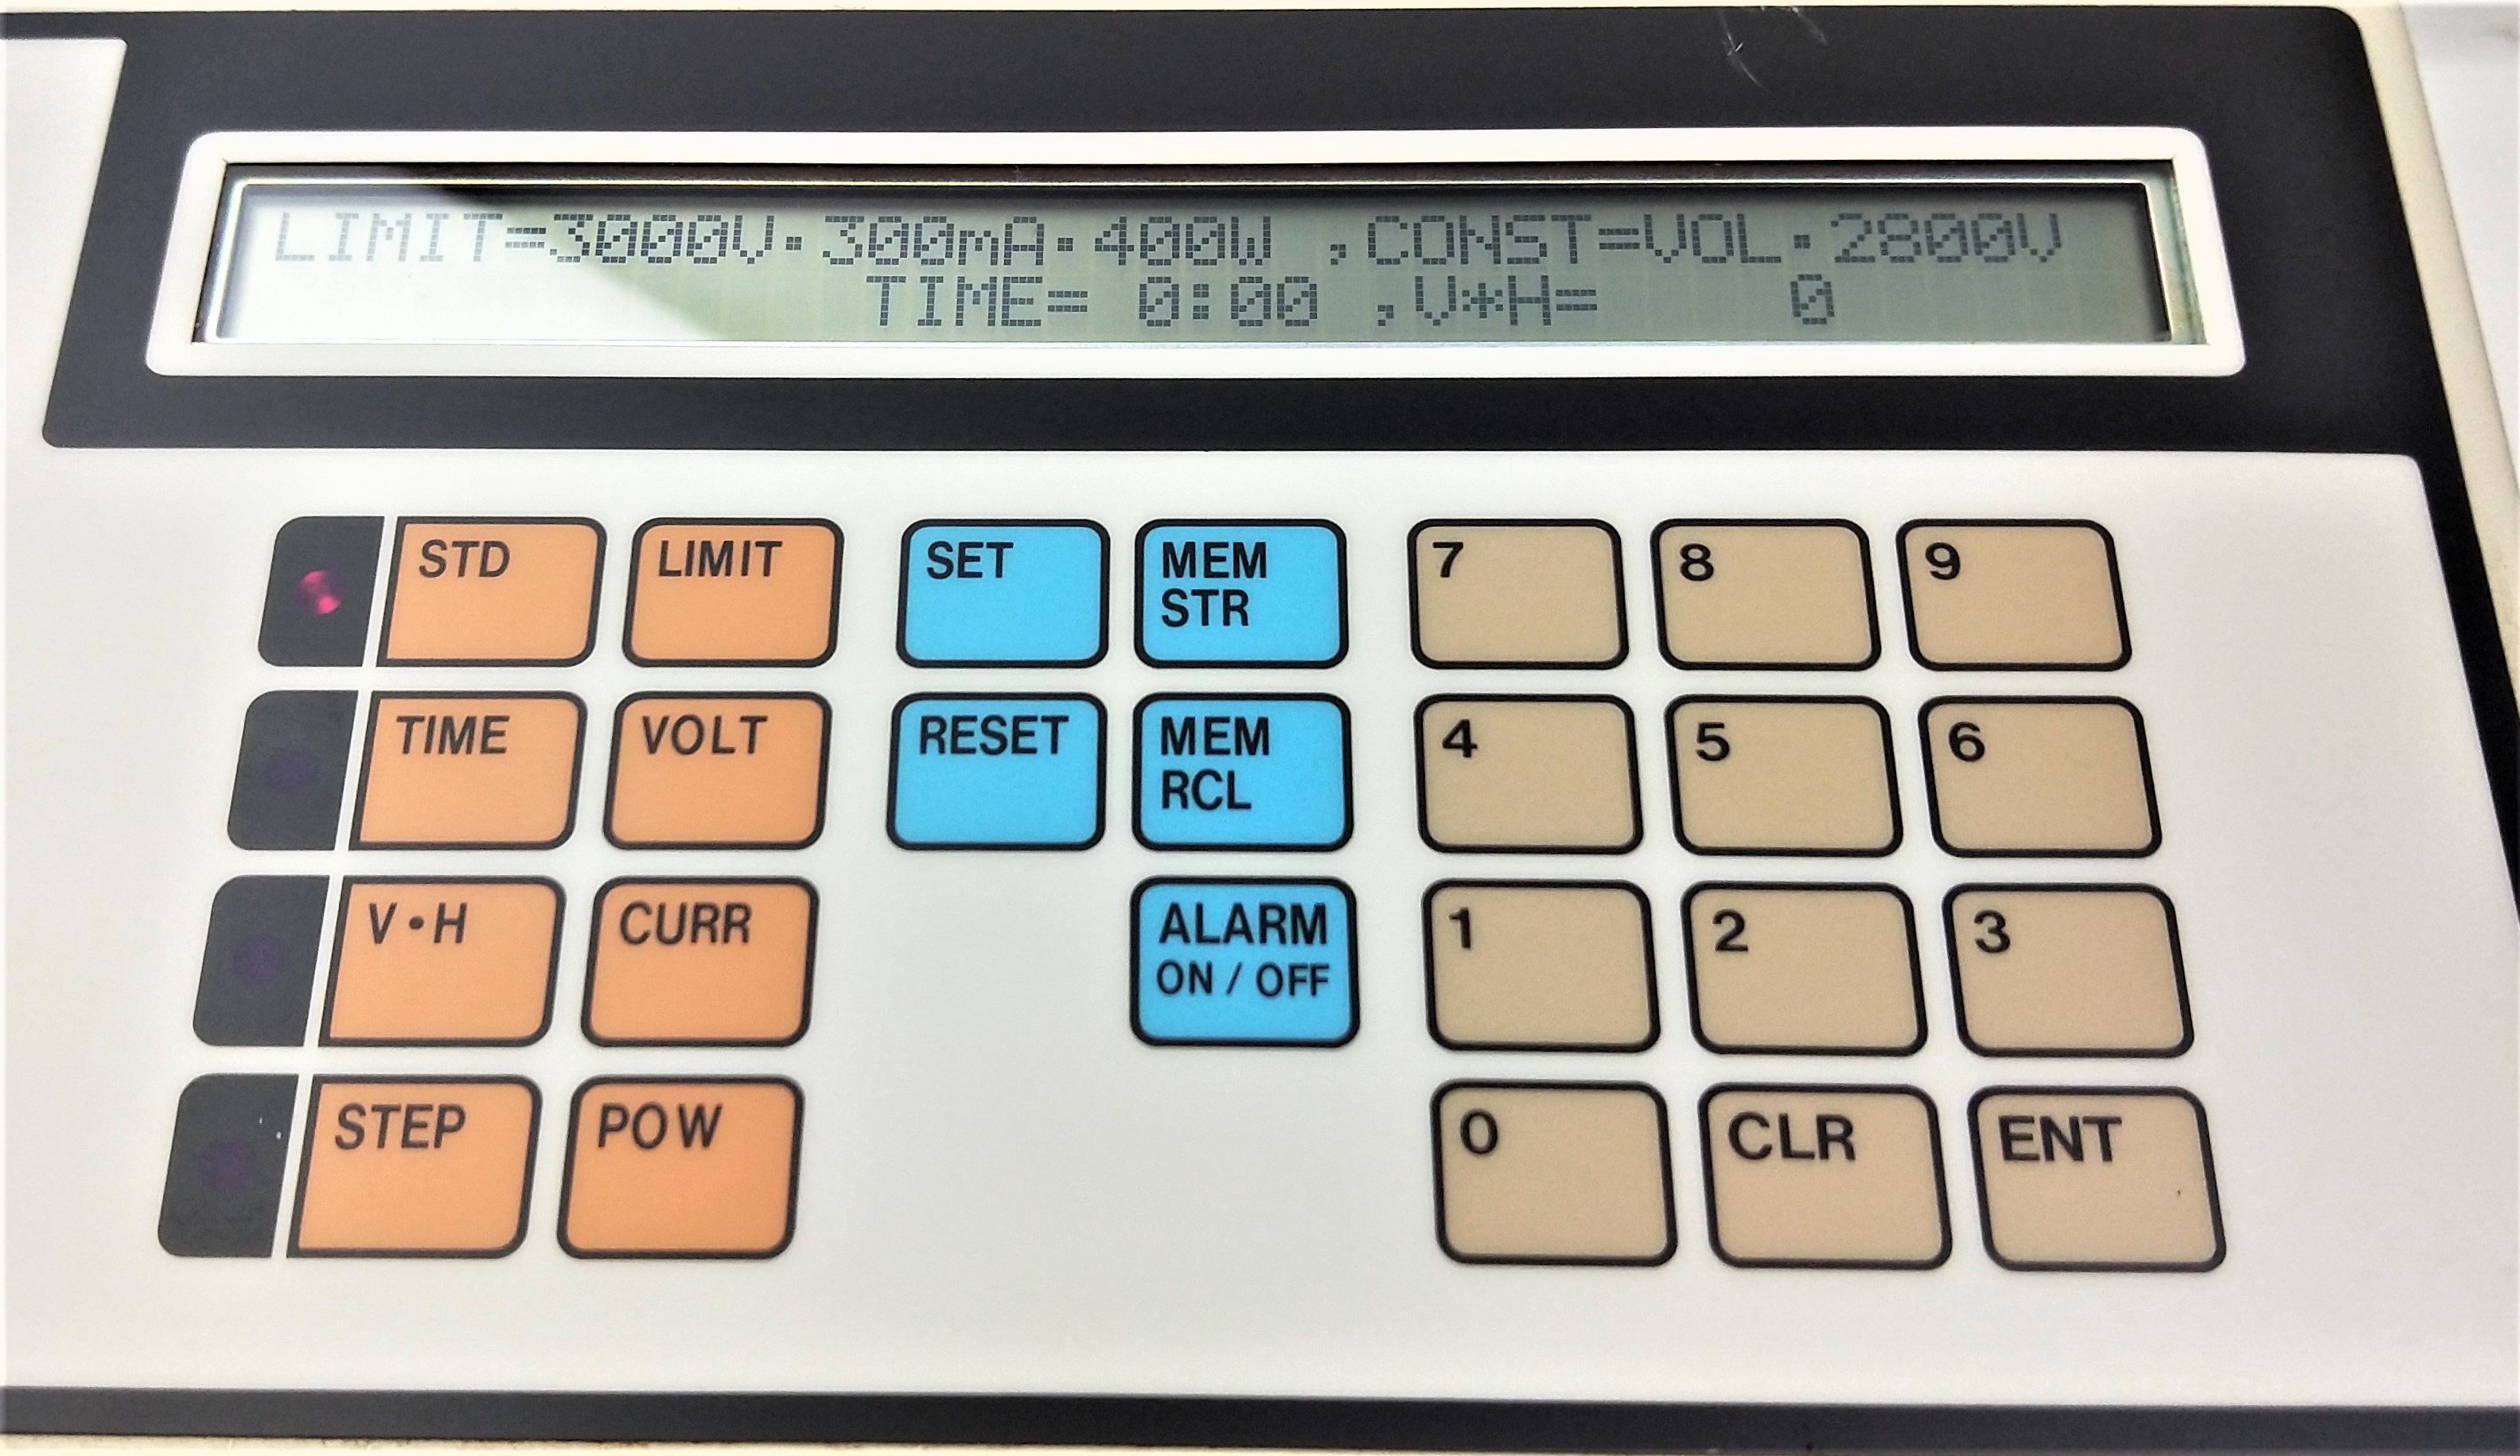 LIMIT=3000V·300mA·400W ,CONST=VOL·2800V
TIME= 0:00 ,V*H= 0
STD LIMIT SET MEM STR 7 8 9
TIME VOLT RESET MEM RCL 4 5 6
V•H CURR ALARM ON / OFF 1 2 3
STEP POW 0 CLR ENT